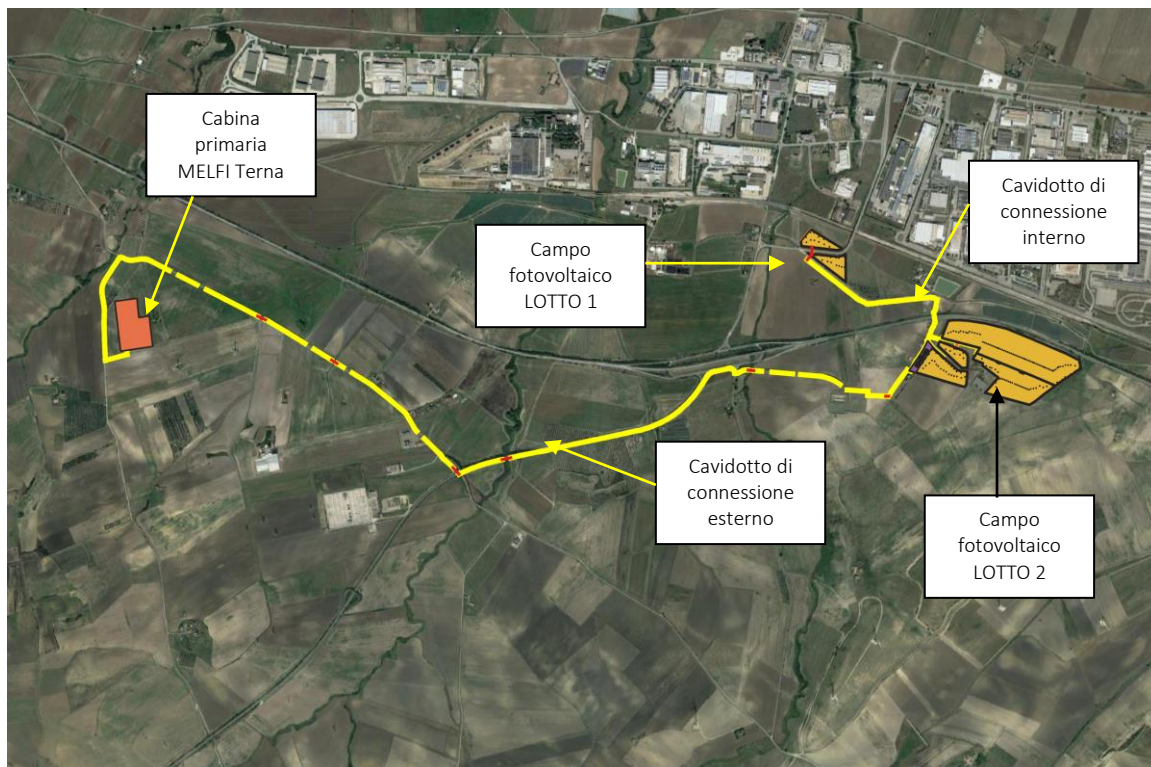 Cabina
primaria
MELFI Terna
Campo
fotovoltaico
LOTTO 1
Cavidotto di
connessione
interno
Cavidotto di
connessione
esterno
Campo
fotovoltaico
LOTTO 2